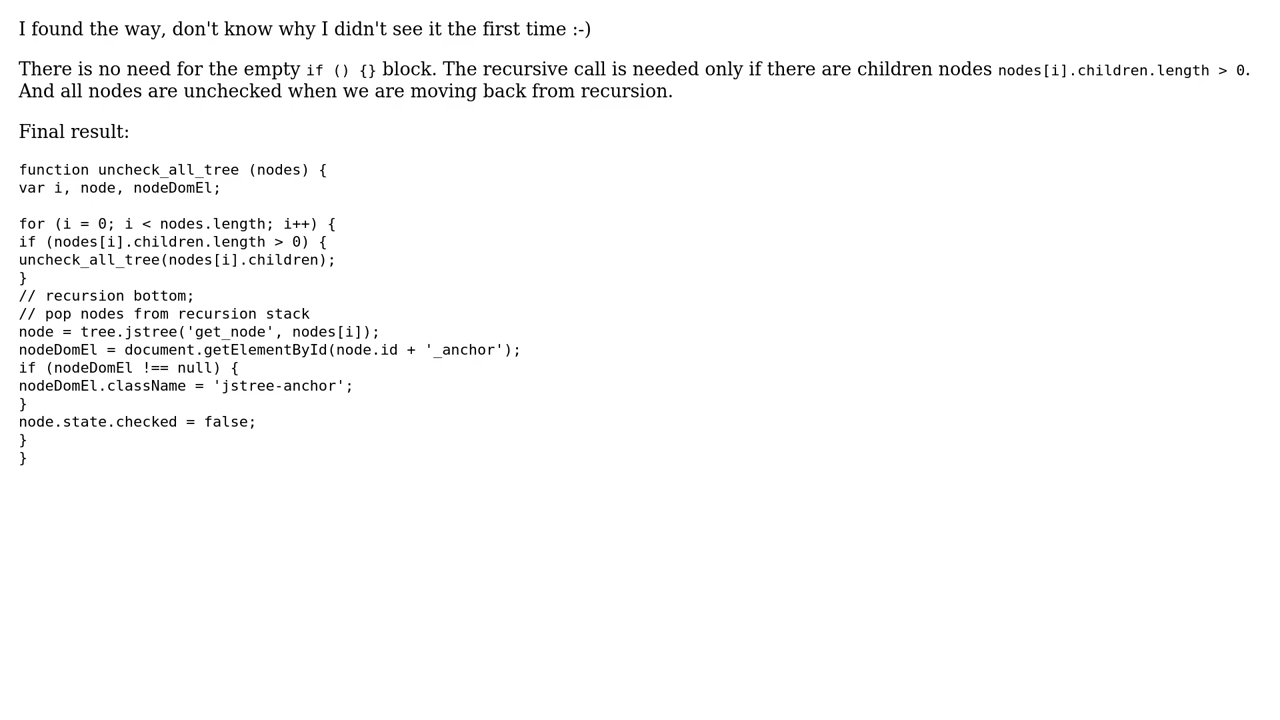 I found the way, don't know why I didn't see it the first time :-)
There is no need for the empty if () {} block. The recursive call is needed only if there are children nodes nodes[i].children.length > 0.
And all nodes are unchecked when we are moving back from recursion.
Final result:
function uncheck_all_tree (nodes) {
var i, node, nodeDomEl;
for (i = 0; i < nodes.length; i++) {
if (nodes[i].children.length > 0) {
uncheck_all_tree(nodes[i].children);
}
// recursion bottom;
// pop nodes from recursion stack
node = tree.jstree('get_node', nodes[i]);
nodeDomEl = document.getElementById(node.id + '_anchor');
if (nodeDomEl !== null) {
nodeDomEl.className = 'jstree-anchor';
}
node.state.checked = false;
}
}